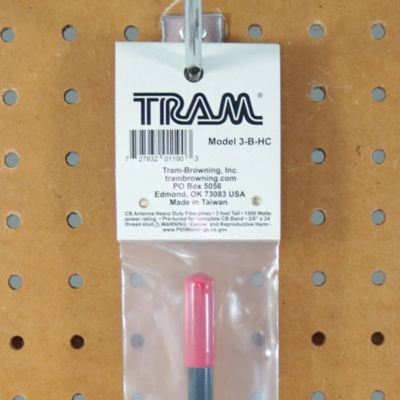 TRAM®
Model 3-B-HC
7 27932 01190 3
Tram-Browning, Inc.
trambrowning.com
PO Box 5056
Edmond, OK 73083 USA
Made in Taiwan
CB Antenna Heavy Duty Fiberglass • 3 foot Tall • 1500 Watts
power rating • Pre-tuned for complete CB Band • 3/8" x 24
thread stud ⚠WARNING: Cancer and Reproductive Harm -
www.P65Warnings.ca.gov